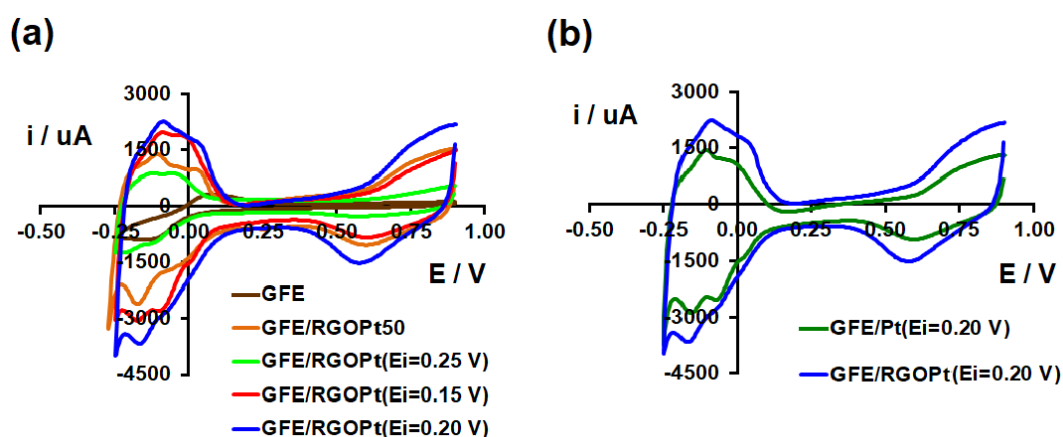 (a)
3000
i / uA
1500
0
-0.50 -0.25 0.00 0.25 0.50 0.75 1.00
-1500
E / V
-3000
-4500
GFE
GFE/RGOPt50
GFE/RGOPt(Ei=0.25 V)
GFE/RGOPt(Ei=0.15 V)
GFE/RGOPt(Ei=0.20 V)
(b)
3000
i / uA
1500
0
-0.50 -0.25 0.00 0.25 0.50 0.75 1.00
-1500
E / V
-3000
-4500
GFE/Pt(Ei=0.20 V)
GFE/RGOPt(Ei=0.20 V)